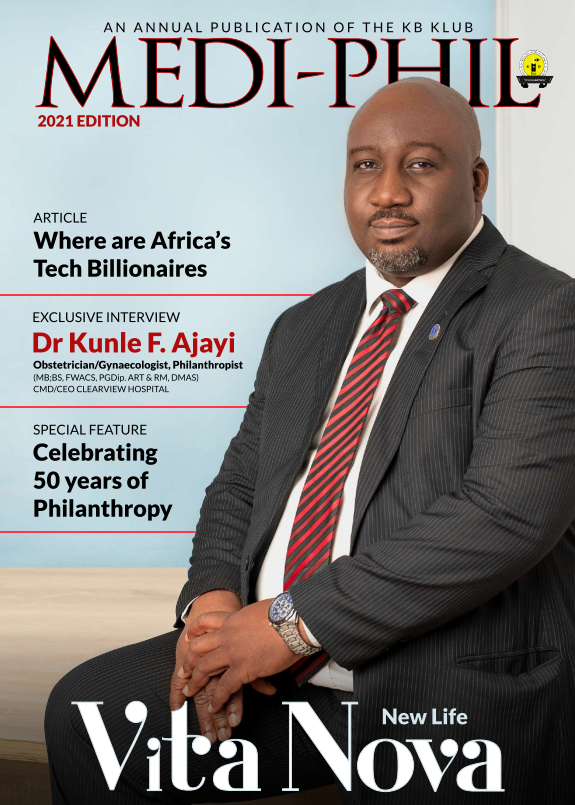 AN ANNUAL PUBLICATION OF THE KB KLUB
MEDI-PHIL
2021 EDITION
ARTICLE
Where are Africa's
Tech Billionaires
EXCLUSIVE INTERVIEW
Dr Kunle F. Ajayi
Obstetrician/Gynaecologist, Philanthropist
(MB;BS, FWACS, PGDip. ART & RM, DMAS)
CMD/CEO CLEARVIEW HOSPITAL
SPECIAL FEATURE
Celebrating
50 years of
Philanthropy
New Life
Vita Nova